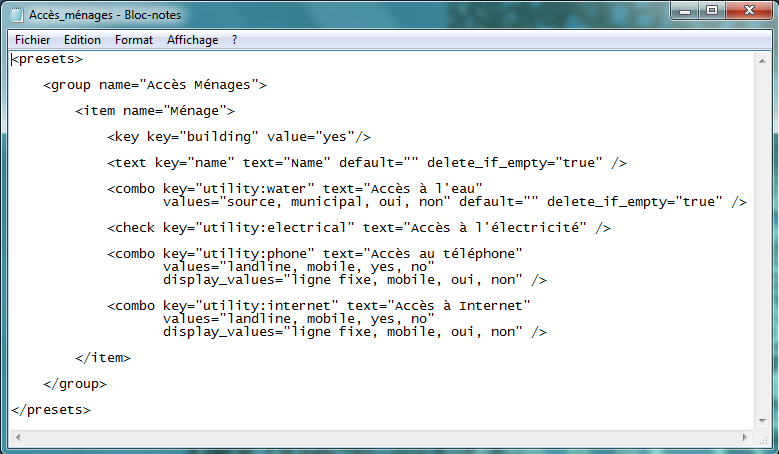 Accès_ménages - Bloc-notes
Fichier Edition Format Affichage ?
<presets>
<group name="Accès Ménages">
<item name="Ménage">
<key key="building" value="yes"/>
<text key="name" text="Name" default="" delete_if_empty="true" />
<combo key="utility:water" text="Accès à l'eau"
values="source, municipal, oui, non" default="" delete_if_empty="true" />
<check key="utility:electrical" text="Accès à l'électricité" />
<combo key="utility:phone" text="Accès au téléphone"
values="landline, mobile, yes, no"
display_values="ligne fixe, mobile, oui, non" />
<combo key="utility:internet" text="Accès à Internet"
values="landline, mobile, yes, no"
display_values="ligne fixe, mobile, oui, non" />
</item>
</group>
</presets>